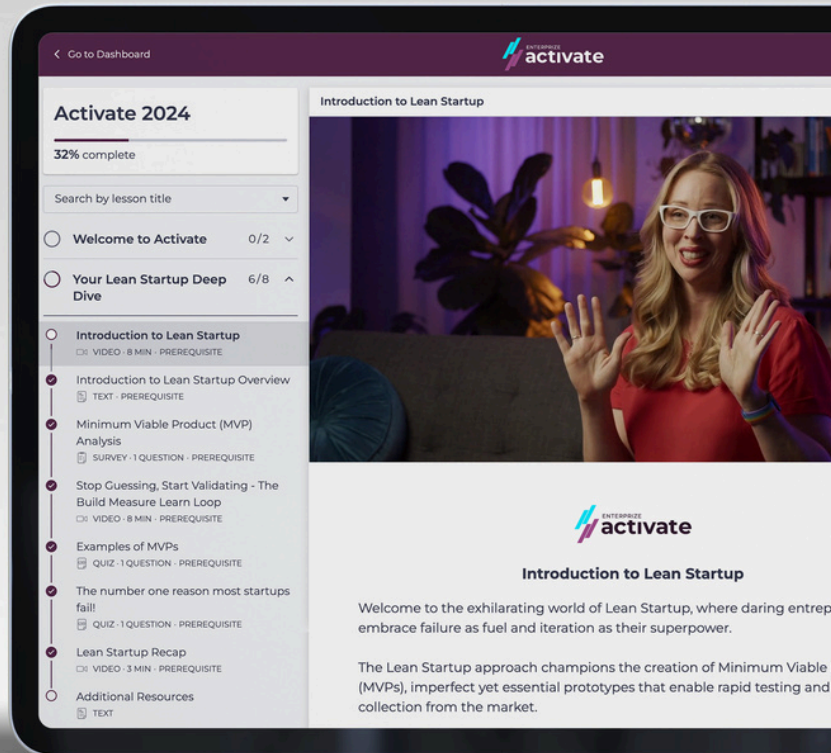 Go to Dashboard
ENTERPRIZE
activate
Activate 2024
32% complete
Search by lesson title
Welcome to Activate 0/2
Your Lean Startup Deep 6/8
Dive
Introduction to Lean Startup
VIDEO · 8 MIN · PREREQUISITE
Introduction to Lean Startup Overview
TEXT · PREREQUISITE
Minimum Viable Product (MVP)
Analysis
SURVEY · 1 QUESTION · PREREQUISITE
Stop Guessing, Start Validating - The
Build Measure Learn Loop
VIDEO · 8 MIN · PREREQUISITE
Examples of MVPs
QUIZ · 1 QUESTION · PREREQUISITE
The number one reason most startups
fail!
QUIZ · 1 QUESTION · PREREQUISITE
Lean Startup Recap
VIDEO · 3 MIN · PREREQUISITE
Additional Resources
TEXT
Introduction to Lean Startup
ENTERPRIZE
activate
Introduction to Lean Startup
Welcome to the exhilarating world of Lean Startup, where daring entrep
embrace failure as fuel and iteration as their superpower.
The Lean Startup approach champions the creation of Minimum Viable
(MVPs), imperfect yet essential prototypes that enable rapid testing and
collection from the market.